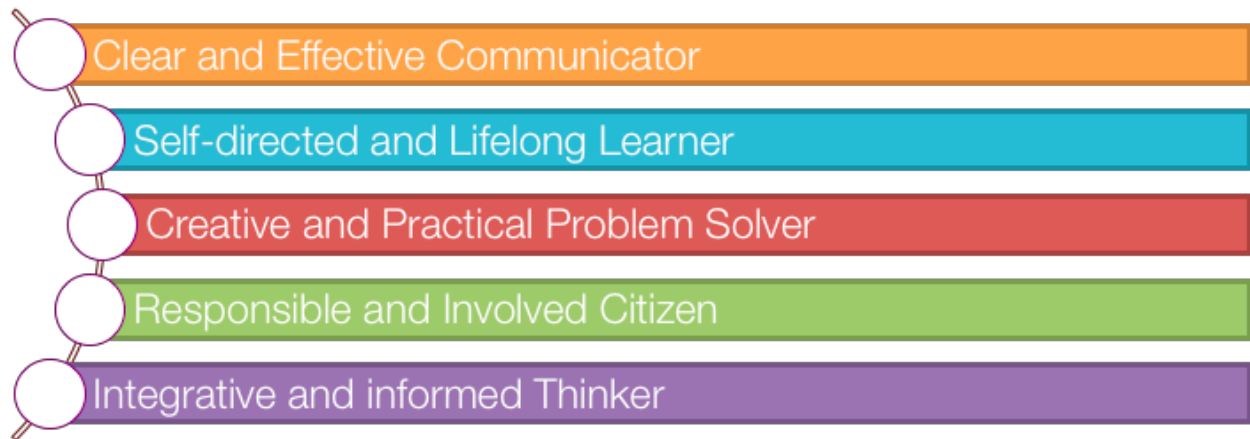 Clear and Effective Communicator
Self-directed and Lifelong Learner
Creative and Practical Problem Solver
Responsible and Involved Citizen
Integrative and informed Thinker